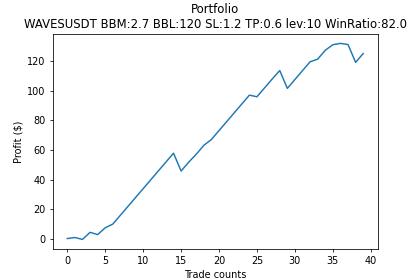 Portfolio
WAVESUSDT BBM:2.7 BBL:120 SL:1.2 TP:0.6 lev:10 WinRatio:82.0
Profit ($)
120
100
80
60
40
20
0
0 5 10 15 20 25 30 35 40
Trade counts